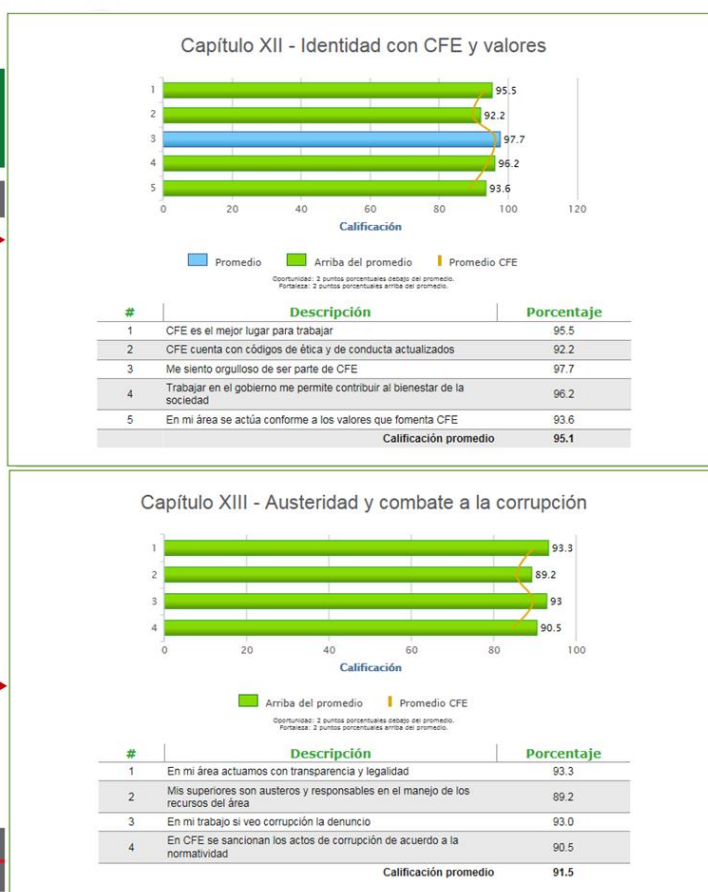 Capítulo XII - Identidad con CFE y valores
1 95.5
2 92.2
3 97.7
4 96.2
5 93.6
0 20 40 60 80 100 120
Calificación
Promedio Arriba del promedio Promedio CFE
Oportunidad: 2 puntos porcentuales debajo del promedio.
Fortaleza: 2 puntos porcentuales arriba del promedio.
# Descripción Porcentaje
1 CFE es el mejor lugar para trabajar 95.5
2 CFE cuenta con códigos de ética y de conducta actualizados 92.2
3 Me siento orgulloso de ser parte de CFE 97.7
4 Trabajar en el gobierno me permite contribuir al bienestar de la
sociedad 96.2
5 En mi área se actúa conforme a los valores que fomenta CFE 93.6
Calificación promedio 95.1
Capítulo XIII - Austeridad y combate a la corrupción
1 93.3
2 89.2
3 93
4 90.5
0 20 40 60 80 100
Calificación
Arriba del promedio Promedio CFE
Oportunidad: 2 puntos porcentuales debajo del promedio.
Fortaleza: 2 puntos porcentuales arriba del promedio.
# Descripción Porcentaje
1 En mi área actuamos con transparencia y legalidad 93.3
2 Mis superiores son austeros y responsables en el manejo de los
recursos del área 89.2
3 En mi trabajo si veo corrupción la denuncio 93.0
4 En CFE se sancionan los actos de corrupción de acuerdo a la
normatividad 90.5
Calificación promedio 91.5